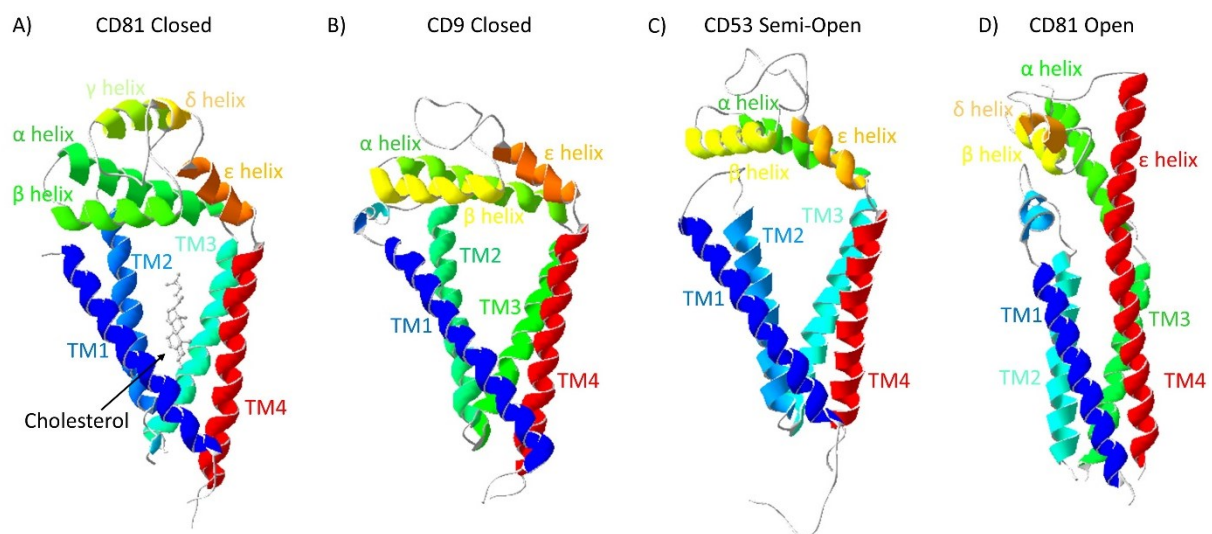 A) CD81 Closed
γ helix
δ helix
α helix
ε helix
β helix
TM3
TM2
TM1
TM4
Cholesterol
B) CD9 Closed
α helix
ε helix
β helix
TM2
TM3
TM1
TM4
C) CD53 Semi-Open
α helix
ε helix
β helix
TM3
TM2
TM1
TM4
D) CD81 Open
α helix
δ helix
β helix
ε helix
TM1
TM3
TM2
TM4